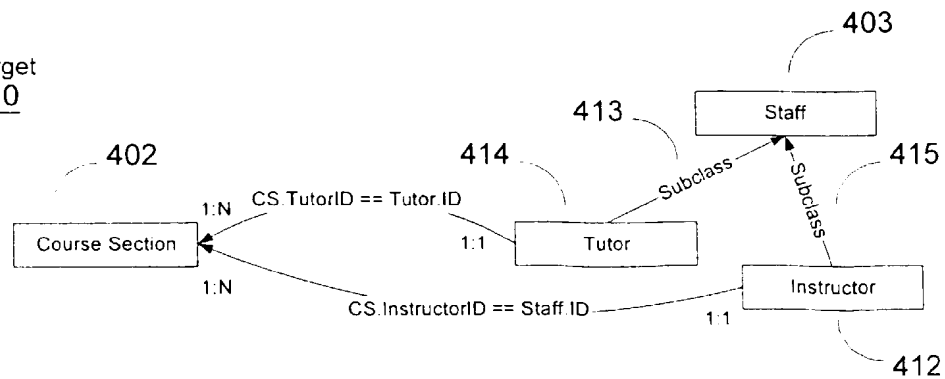 403
Staff
413
415
402
414
Subclass
Subclass
1:N
CS.TutorID == Tutor.ID
Course Section
1:1
Tutor
1:N
Instructor
CS.InstructorID == Staff.ID
1:1
412